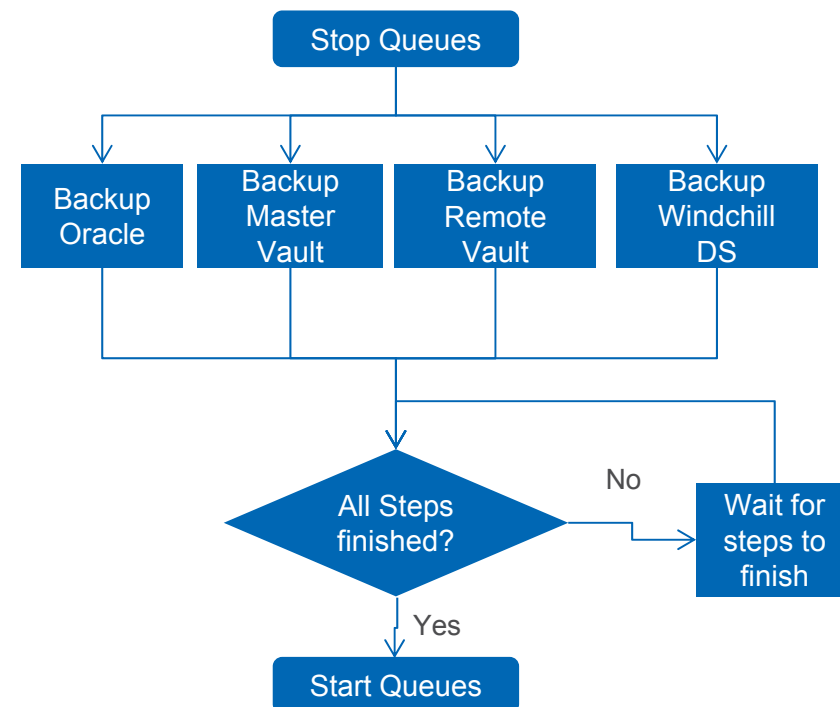 Stop Queues
Backup
Oracle
Backup
Master
Vault
Backup
Remote
Vault
Backup
Windchill
DS
All Steps
finished?
No
Wait for
steps to
finish
Yes
Start Queues